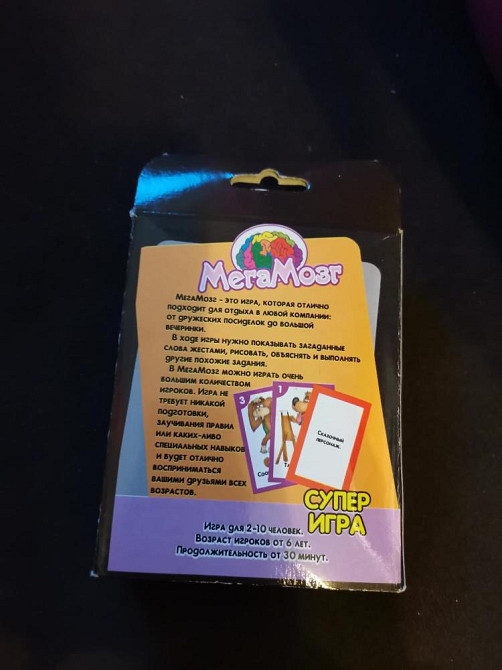 МегаМозг
МегаМозг - это игра, которая отлично
подходит для отдыха в любой компании:
от дружеских посиделок до большой
вечеринки.
В ходе игры нужно показывать загаданные
слова жестами, рисовать, объяснять и выполнять
другие похожие задания.
В МегаМозг можно играть очень
большим количеством
игроков. Игра не
требует никакой
подготовки,
заучивания правил
или каких-либо
специальных навыков
и будет отлично
восприниматься
вашими друзьями всех
возрастов.
3
1
Сказочный
персонаж.
СУПЕР
ИГРА
Игра для 2-10 человек.
Возраст игроков от 6 лет.
Продолжительность от 30 минут.